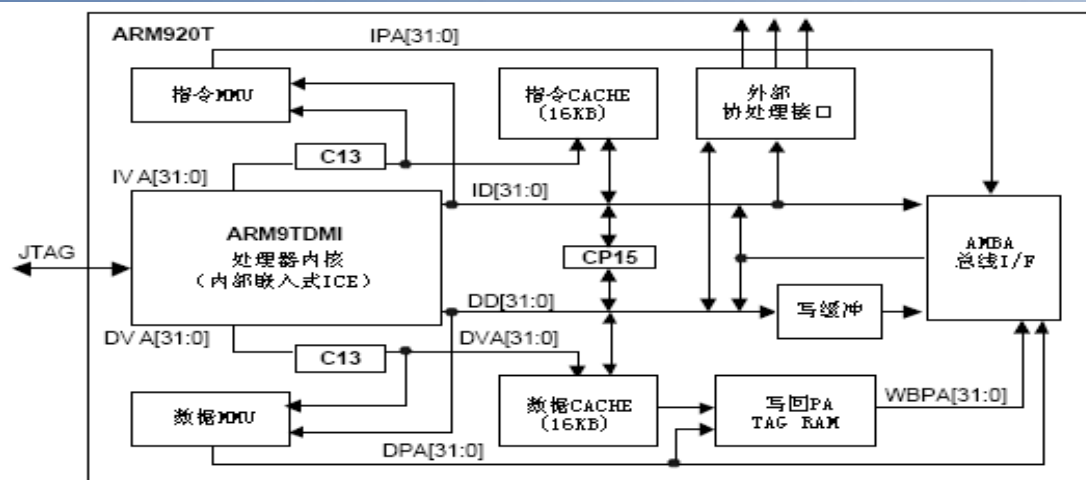 ARM920T
IPA[31:0]
指令MMU
指令CACHE
(16KB)
外部
协处理接口
C13
IVA[31:0]
ID[31:0]
JTAG
ARM9TDMI
处理器内核
(内部嵌入式ICE)
CP15
AMBA
总线I/F
DD[31:0]
写缓冲
DVA[31:0]
C13
DVA[31:0]
数据MMU
数据CACHE
(16KB)
写回PA
TAG RAM
WBPA[31:0]
DPA[31:0]